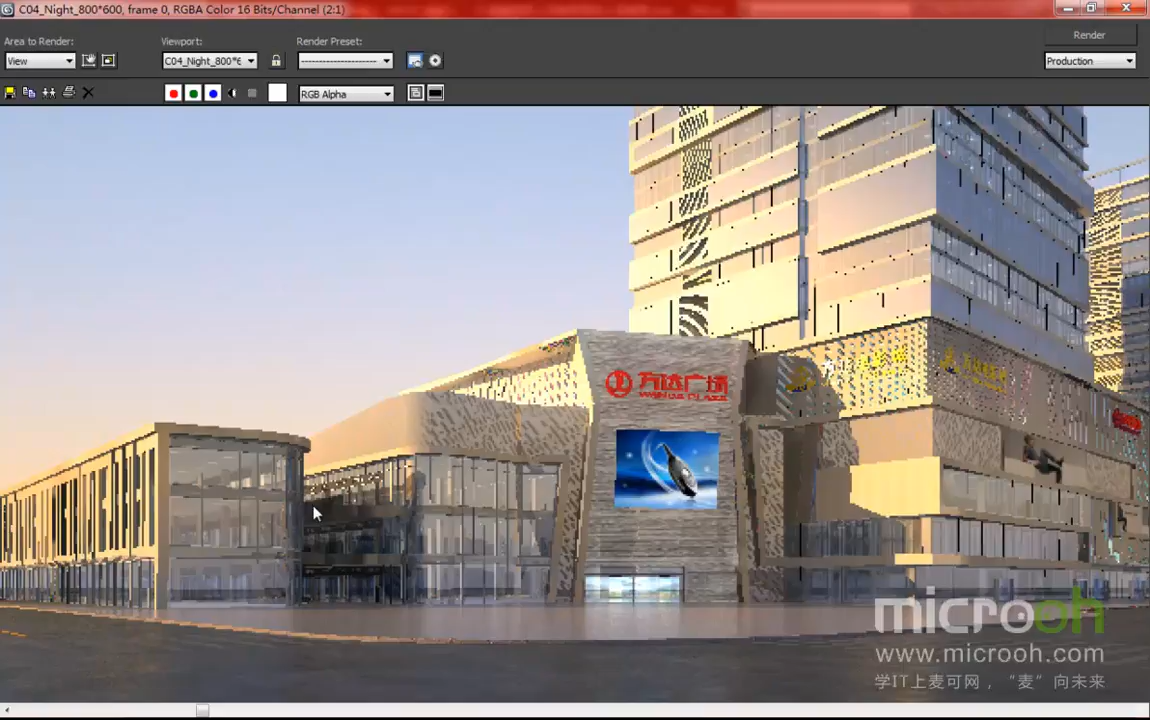 C04_Night_800*600, frame 0, RGBA Color 16 Bits/Channel (2:1)
Area to Render:
Viewport:
Render Preset:
Render
View
C04_Night_800*6
Production
RGB Alpha
万达广场
WANDA PLAZA
microoh
www.microoh.com
学IT上麦可网，“麦”向未来